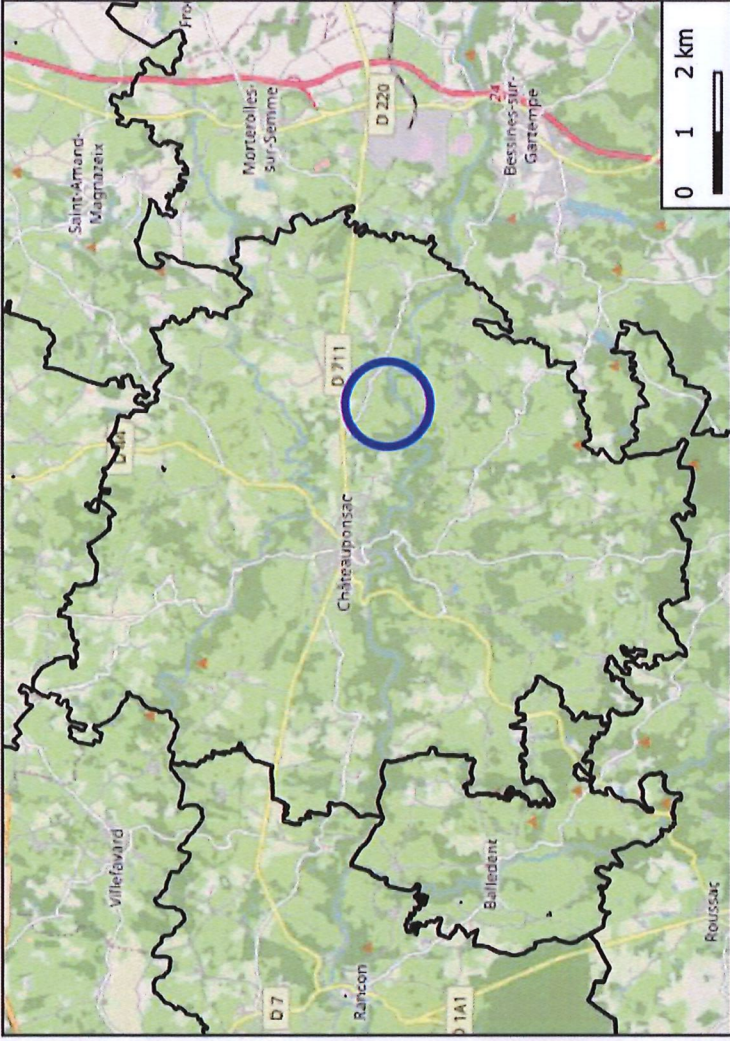 Saint-Amand-
Magnazeix
Fro
Morterolles-
sur-Semme
D 220
24
Bessines-sur-
Gartempe
D 711
Châteauponsac
Villefavard
Balledent
Roussac
Rancon
D 7
D 1A1
0 1 2 km